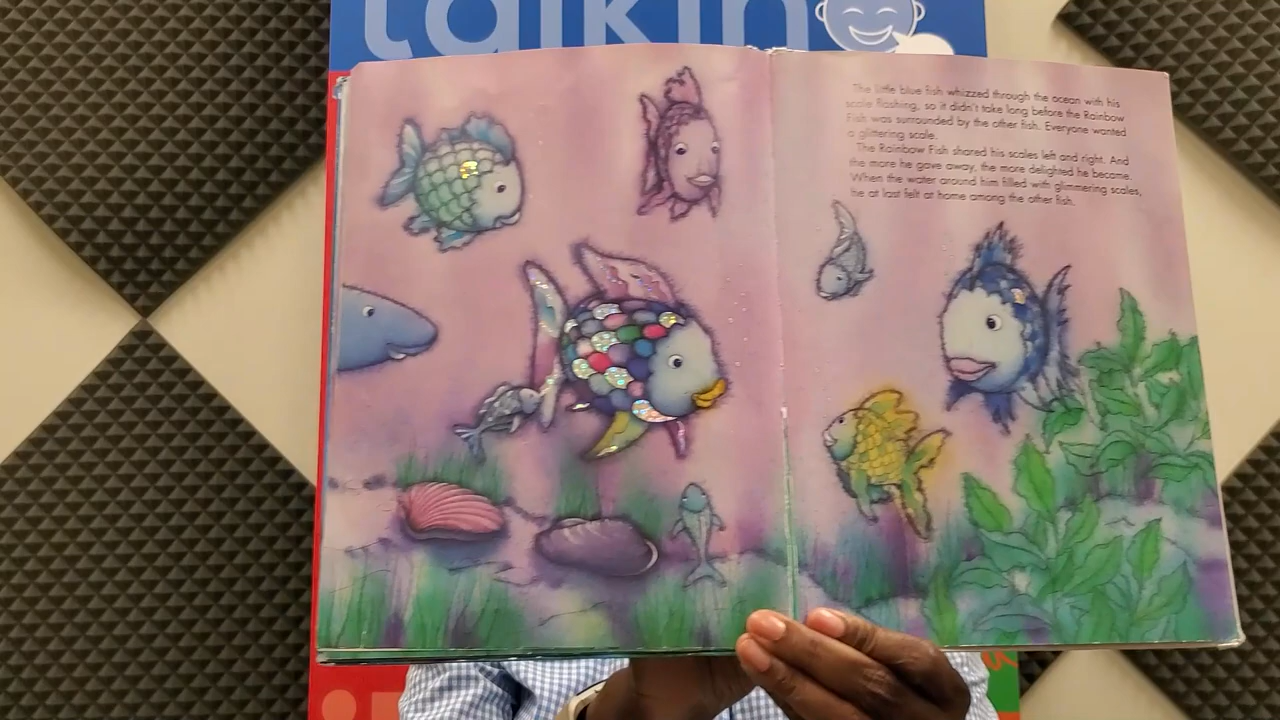 talkin
The little blue fish whizzed through the ocean with his
scale flashing, so it didn't take long before the Rainbow
Fish was surrounded by the other fish. Everyone wanted
a glittering scale.
The Rainbow Fish shared his scales left and right. And
the more he gave away, the more delighted he became.
When the water around him filled with glimmering scales,
he at last felt at home among the other fish.